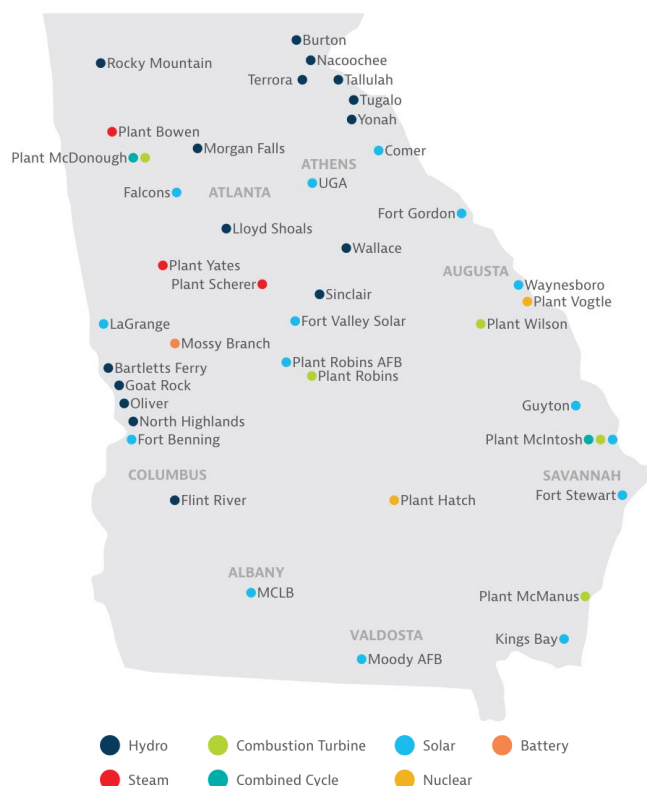 Burton
Nacoochee
Rocky Mountain
Terrora
Tallulah
Tugalo
Yonah
Plant Bowen
Morgan Falls
Comer
Plant McDonough
ATHENS
UGA
Falcons
ATLANTA
Fort Gordon
Lloyd Shoals
Wallace
Plant Yates
AUGUSTA
Plant Scherer
Waynesboro
Sinclair
Plant Vogtle
LaGrange
Fort Valley Solar
Plant Wilson
Mossy Branch
Plant Robins AFB
Bartletts Ferry
Plant Robins
Goat Rock
Oliver
Guyton
North Highlands
Fort Benning
Plant McIntosh
COLUMBUS
SAVANNAH
Fort Stewart
Flint River
Plant Hatch
ALBANY
MCLB
Plant McManus
VALDOSTA
Kings Bay
Moody AFB
Hydro
Combustion Turbine
Solar
Battery
Steam
Combined Cycle
Nuclear